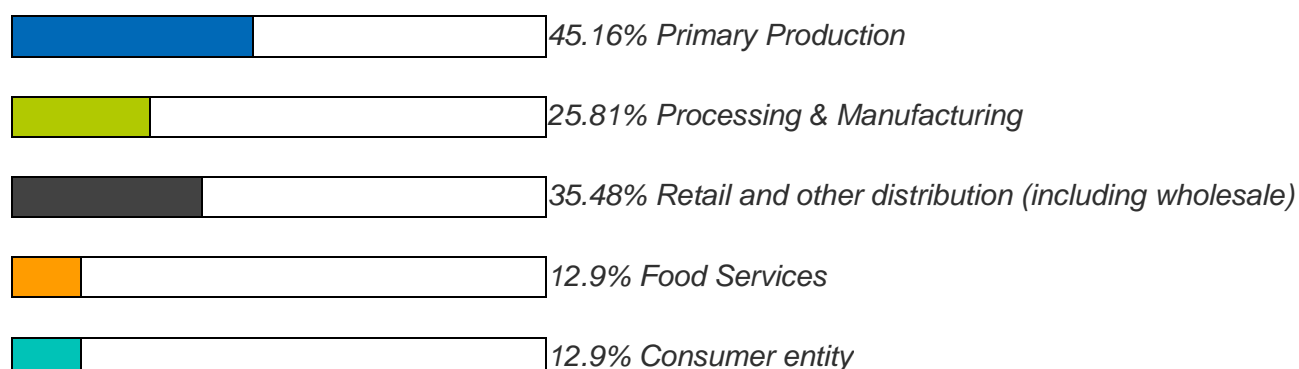 45.16% Primary Production
25.81% Processing & Manufacturing
35.48% Retail and other distribution (including wholesale)
12.9% Food Services
12.9% Consumer entity